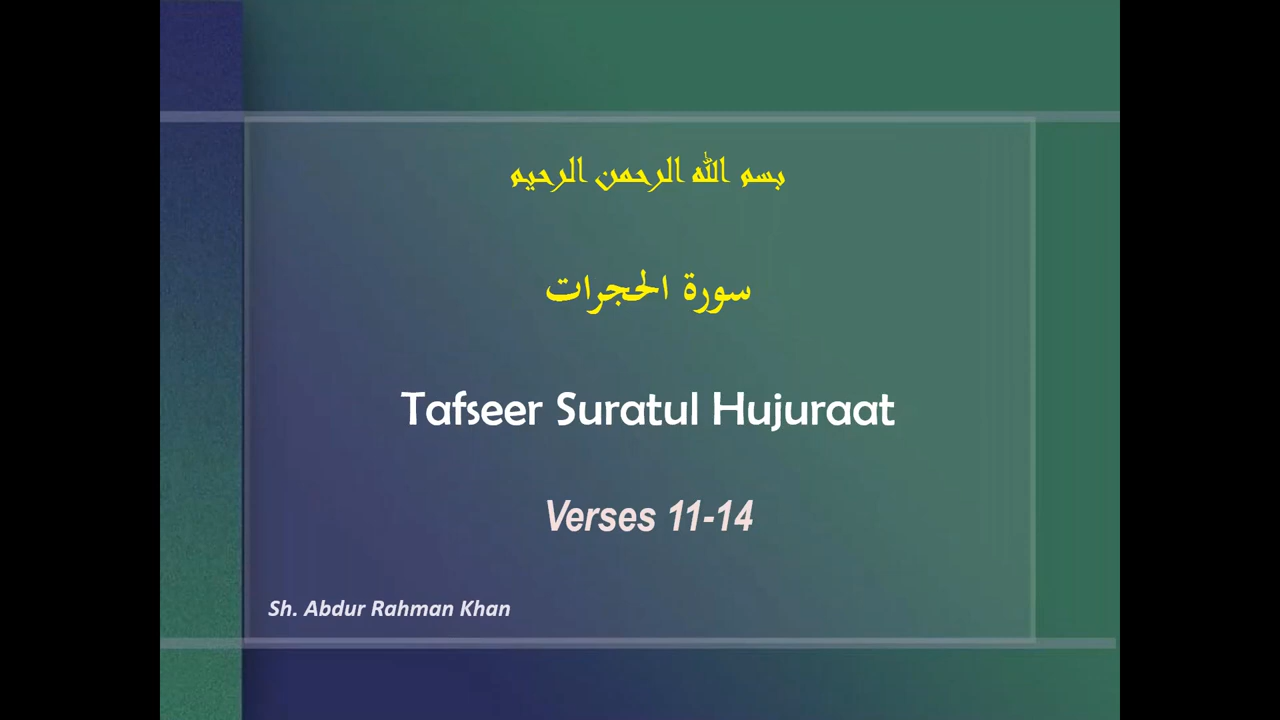 بسم الله الرحمن الرحيم
سورة الحجرات
Tafseer Suratul Hujuraat
Verses 11-14
Sh. Abdur Rahman Khan